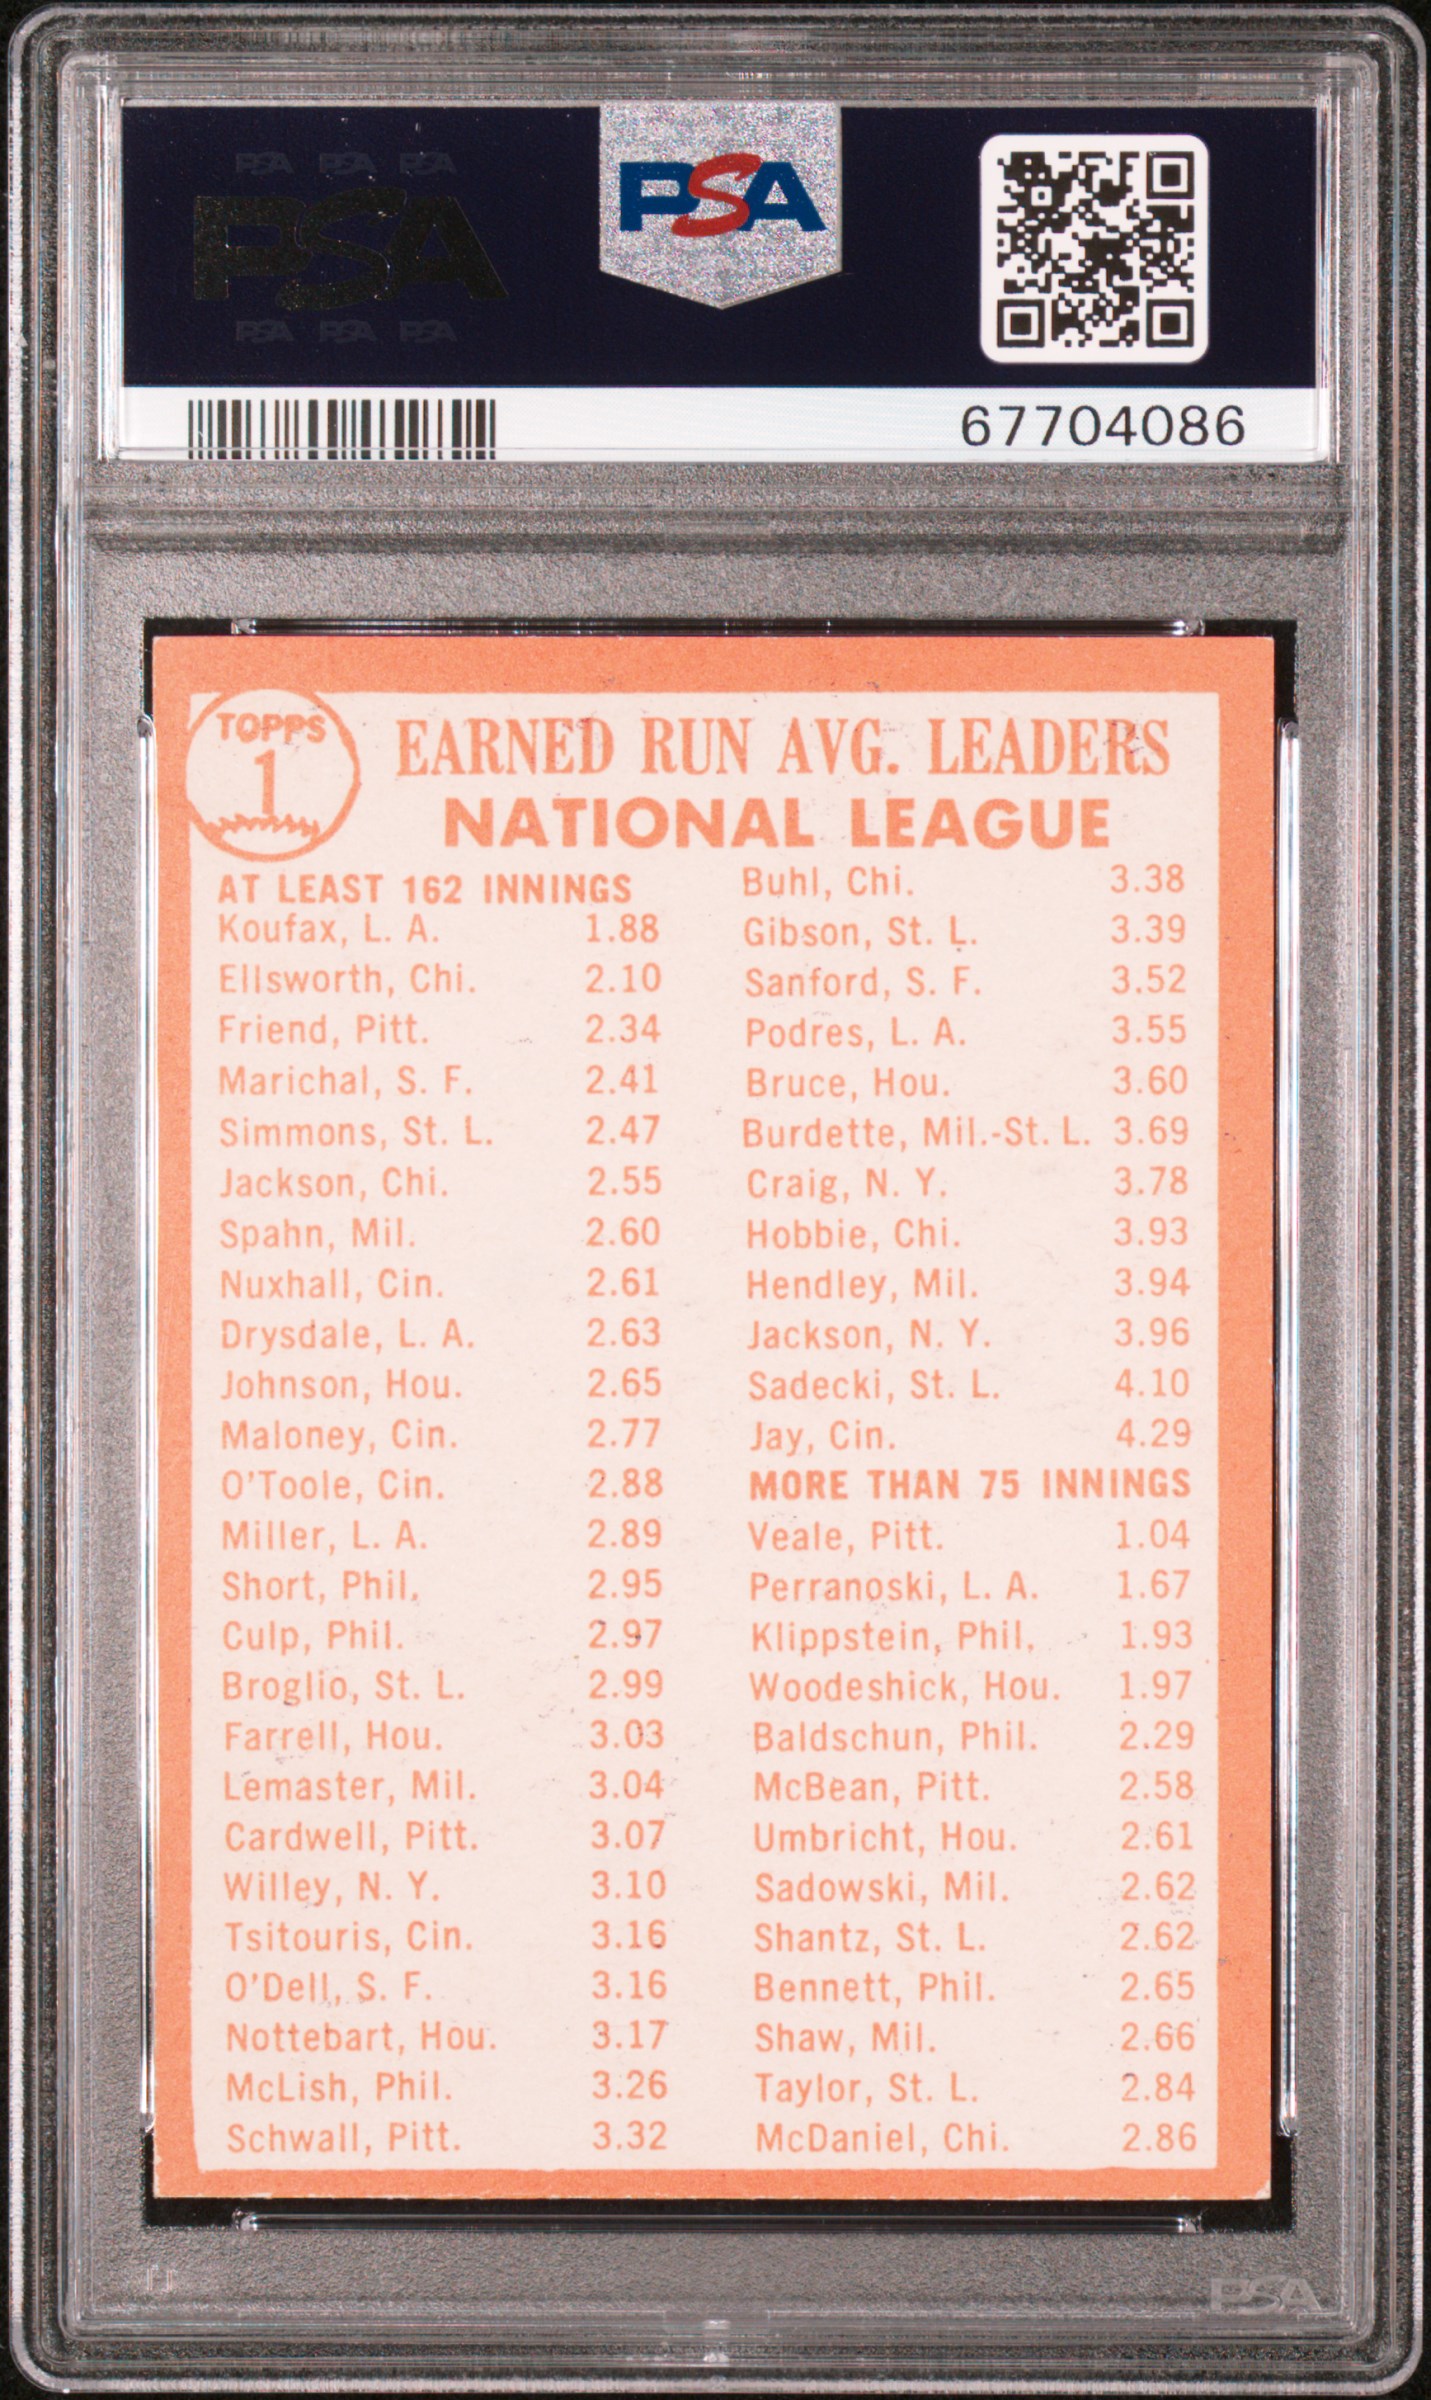 PSA PSA PSA
PSA
PSA PSA PSA
PSA
67704086
TOPPS
1
EARNED RUN AVG. LEADERS
NATIONAL LEAGUE
AT LEAST 162 INNINGS
Koufax, L. A. 1.88
Ellsworth, Chi. 2.10
Friend, Pitt. 2.34
Marichal, S. F. 2.41
Simmons, St. L. 2.47
Jackson, Chi. 2.55
Spahn, Mil. 2.60
Nuxhall, Cin. 2.61
Drysdale, L. A. 2.63
Johnson, Hou. 2.65
Maloney, Cin. 2.77
O'Toole, Cin. 2.88
Miller, L. A. 2.89
Short, Phil. 2.95
Culp, Phil. 2.97
Broglio, St. L. 2.99
Farrell, Hou. 3.03
Lemaster, Mil. 3.04
Cardwell, Pitt. 3.07
Willey, N. Y. 3.10
Tsitouris, Cin. 3.16
O'Dell, S. F. 3.16
Nottebart, Hou. 3.17
McLish, Phil. 3.26
Schwall, Pitt. 3.32
Buhl, Chi. 3.38
Gibson, St. L. 3.39
Sanford, S. F. 3.52
Podres, L. A. 3.55
Bruce, Hou. 3.60
Burdette, Mil.-St. L. 3.69
Craig, N. Y. 3.78
Hobbie, Chi. 3.93
Hendley, Mil. 3.94
Jackson, N. Y. 3.96
Sadecki, St. L. 4.10
Jay, Cin. 4.29
MORE THAN 75 INNINGS
Veale, Pitt. 1.04
Perranoski, L. A. 1.67
Klippstein, Phil. 1.93
Woodeshick, Hou. 1.97
Baldschun, Phil. 2.29
McBean, Pitt. 2.58
Umbricht, Hou. 2.61
Sadowski, Mil. 2.62
Shantz, St. L. 2.62
Bennett, Phil. 2.65
Shaw, Mil. 2.66
Taylor, St. L. 2.84
McDaniel, Chi. 2.86
PSA